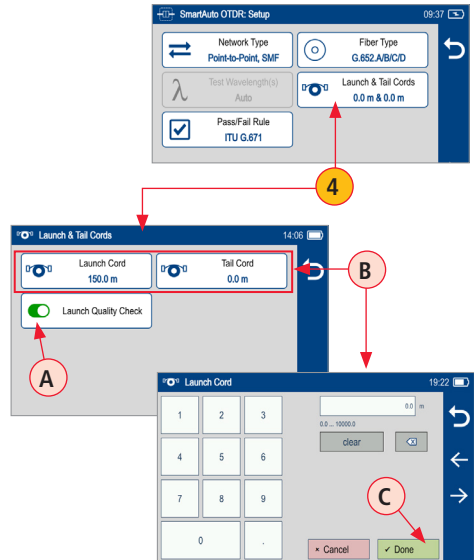 SmartAuto OTDR: Setup 09:37
Network Type
Point-to-Point, SMF
Fiber Type
G.652.A/B/C/D
Test Wavelength(s)
Auto
Launch & Tail Cords
0.0 m & 0.0 m
Pass/Fail Rule
ITU G.671
4
Launch & Tail Cords 14:06
Launch Cord
150.0 m
Tail Cord
0.0 m
B
Launch Quality Check
A
Launch Cord 19:22
1 2 3
0.0 m
0.0 ... 10000.0
clear
4 5 6
7 8 9
C
0 .
× Cancel
✓ Done